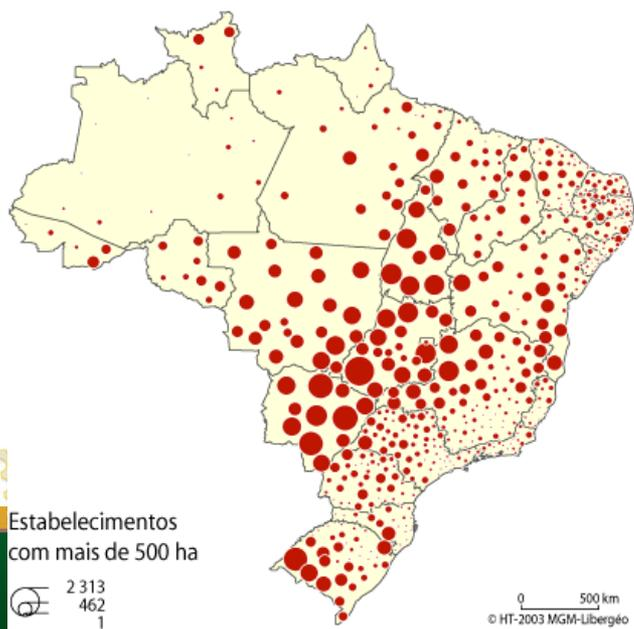 Estabelecimentos
com mais de 500 ha
2 313
462
1
0 500 km
© HT-2003 MGM-Libergéo